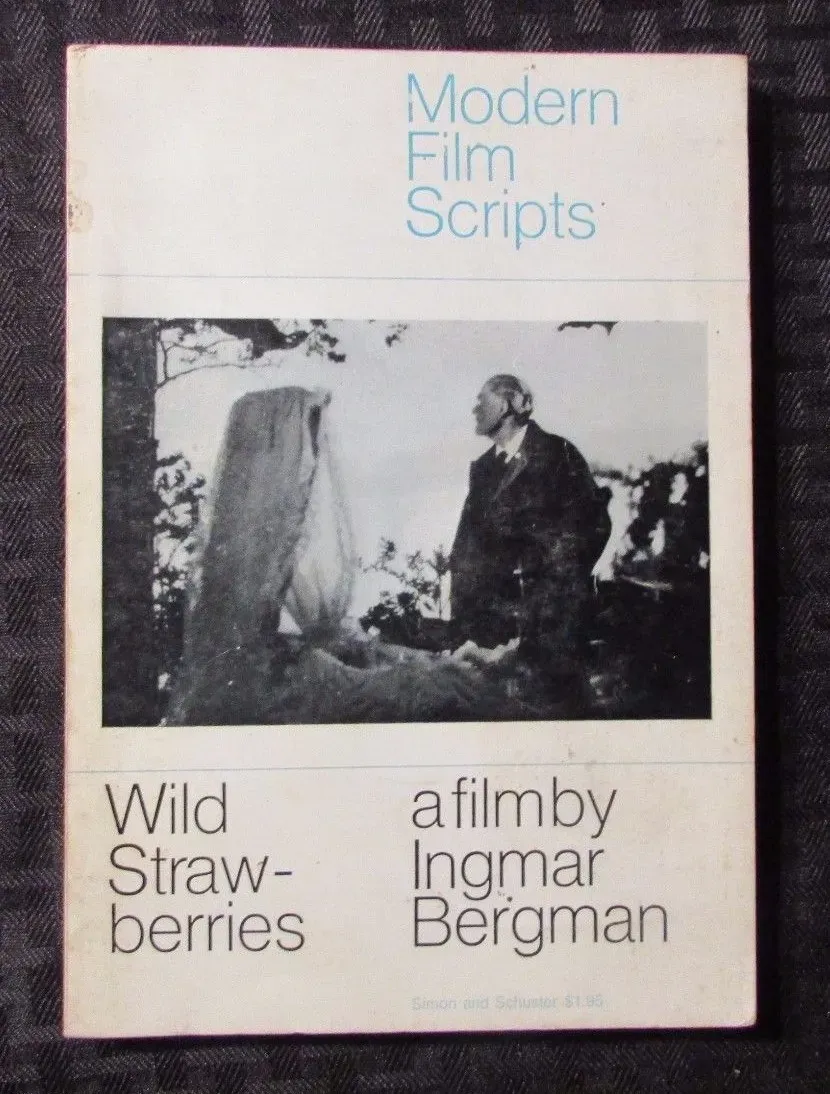 Modern
Film
Scripts
Wild
Straw-
berries
a film by
Ingmar
Bergman
Simon and Schuster $1.95